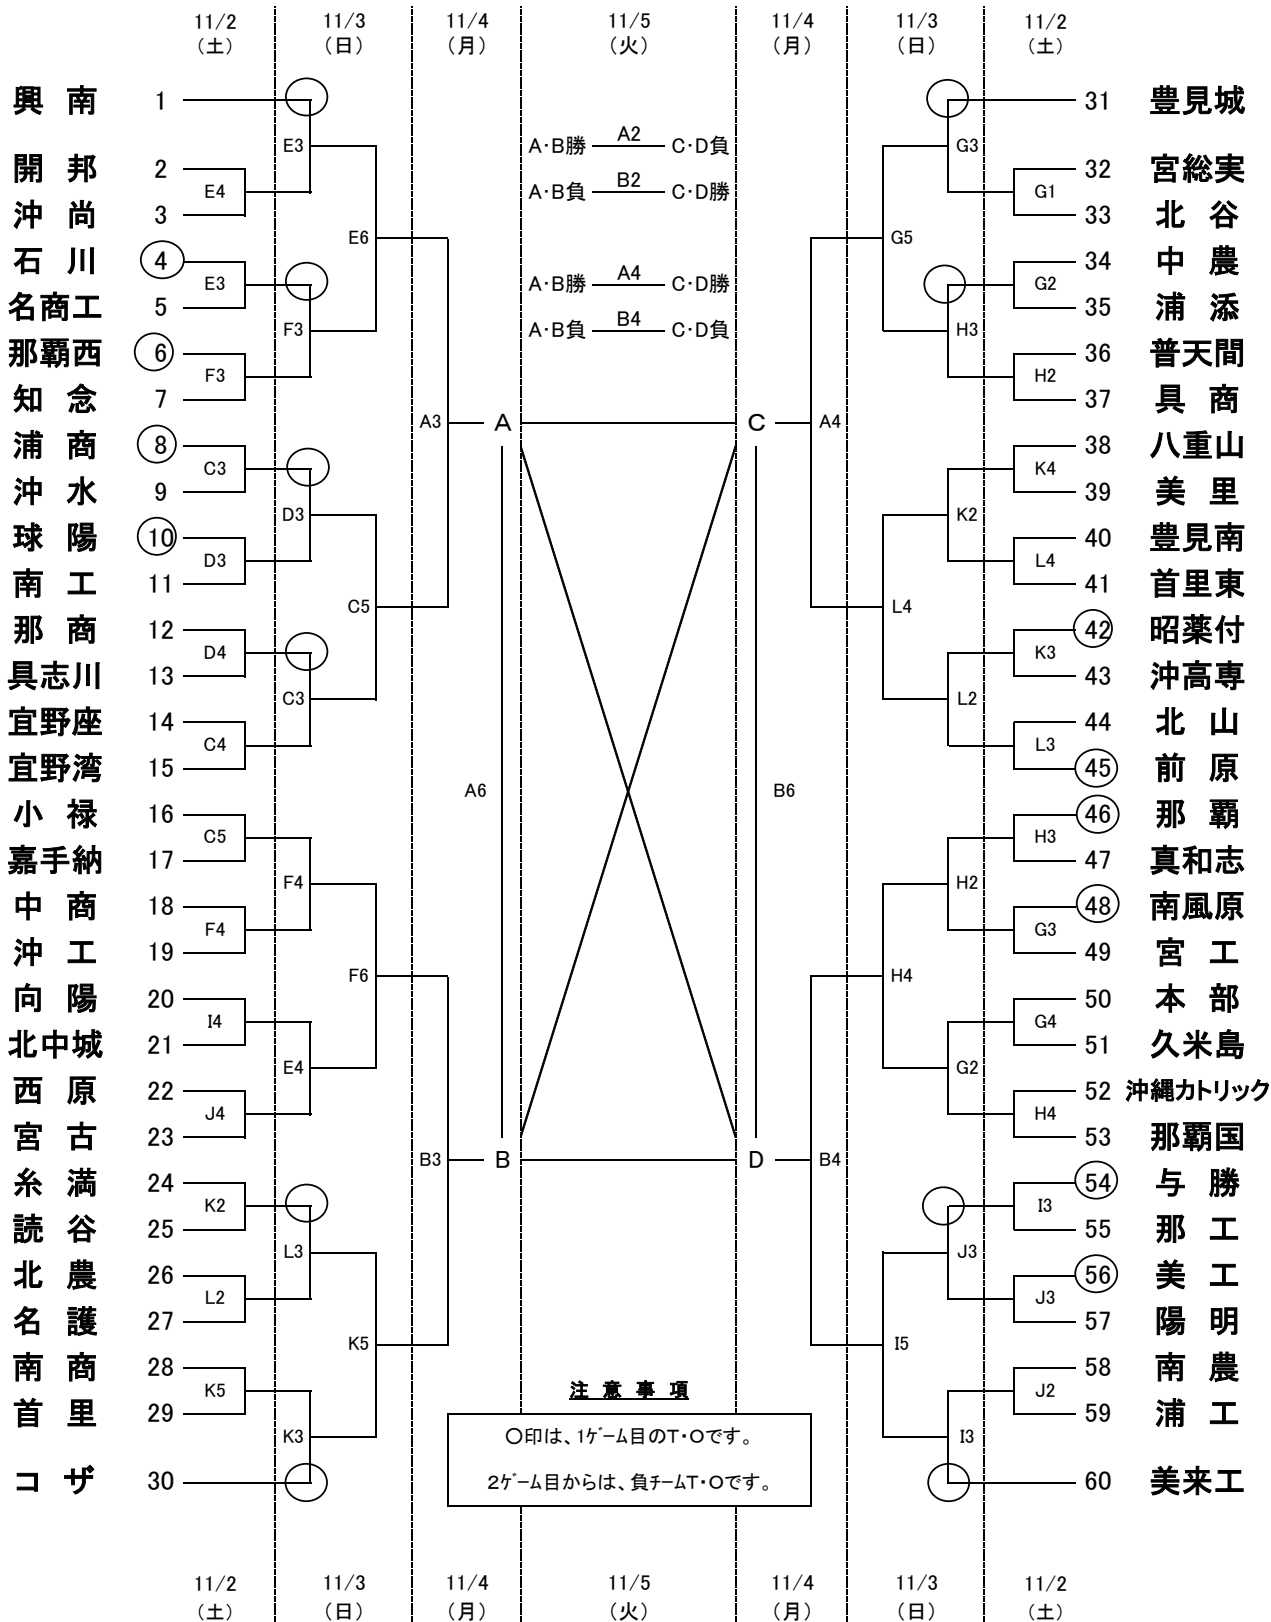 11/2 11/3 11/4 11/5 11/4 11/3 11/2
(土) (日) (月) (火) (月) (日) (土)
興 南 1 31 豊見城
E3 A・B勝 A2 C・D負 G3
開 邦 2 32 宮総実
E4 A・B負 B2 C・D勝 G1
沖 尚 3 33 北 谷
E6 G5
石 川 4 34 中 農
E3 A・B勝 A4 C・D勝 G2
名商工 5 35 浦 添
F3 A・B負 B4 C・D負 H3
那覇西 6 36 普天間
F3 H2
知 念 7 37 具 商
A3 A C A4
浦 商 8 38 八重山
C3 K4
沖 水 9 39 美 里
D3 K2
球 陽 10 40 豊見南
D3 L4
南 工 11 41 首里東
C5 L4
那 商 12 42 昭薬付
D4 K3
具志川 13 43 沖高専
C3 L2
宜野座 14 44 北 山
C4 L3
宜野湾 15 45 前 原
A6 B6
小 禄 16 46 那 覇
C5 H3
嘉手納 17 47 真和志
F4 H2
中 商 18 48 南風原
F4 G3
沖 工 19 49 宮 工
F6 H4
向 陽 20 50 本 部
I4 G4
北中城 21 51 久米島
E4 G2
西 原 22 52 沖縄カトリック
J4 H4
宮 古 23 53 那覇国
B3 B D B4
糸 満 24 54 与 勝
K2 I3
読 谷 25 55 那 工
L3 J3
北 農 26 56 美 工
L2 J3
名 護 27 57 陽 明
K5 I5
南 商 28 58 南 農
K5 注 意 事 項 J2
首 里 29 59 浦 工
K3 〇印は、1ゲーム目のT・Oです。 I3
コ ザ 30 2ゲーム目からは、負チームT・Oです。 60 美来工
11/2 11/3 11/4 11/5 11/4 11/3 11/2
(土) (日) (月) (火) (月) (日) (土)